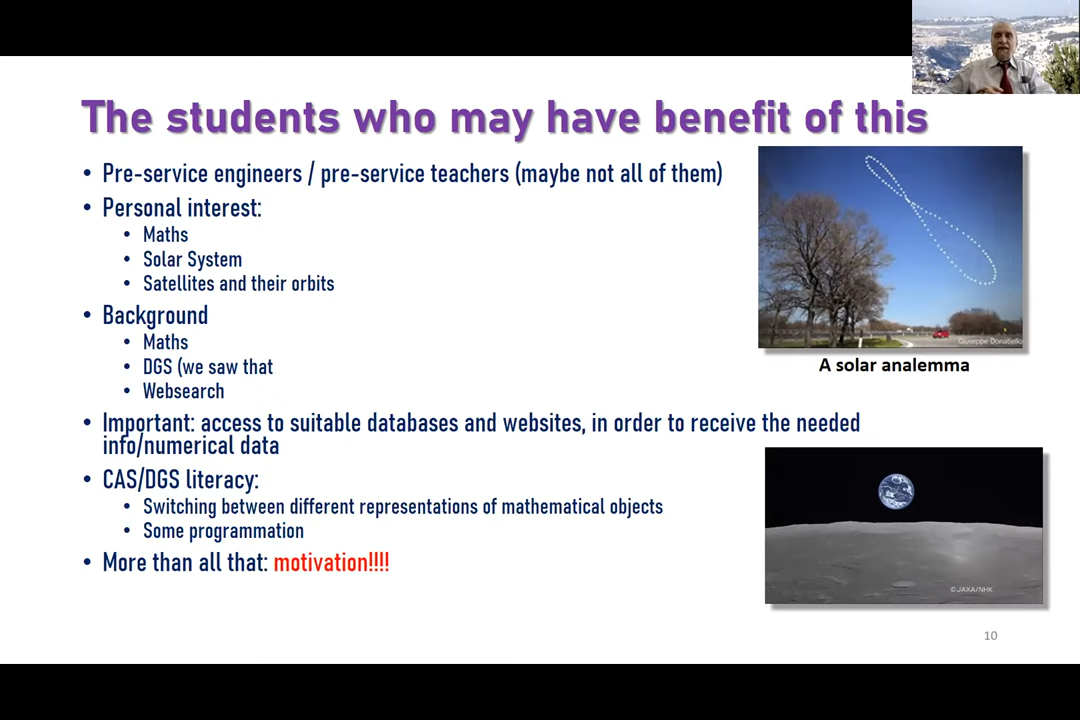 The students who may have benefit of this
• Pre-service engineers / pre-service teachers (maybe not all of them)
• Personal interest:
• Maths
• Solar System
• Satellites and their orbits
• Background
• Maths
• DGS (we saw that
• Websearch
• Important: access to suitable databases and websites, in order to receive the needed
info/numerical data
• CAS/DGS literacy:
• Switching between different representations of mathematical objects
• Some programmation
• More than all that: motivation!!!!
Giuseppe Donatiello
A solar analemma
©JAXA/NHK
10